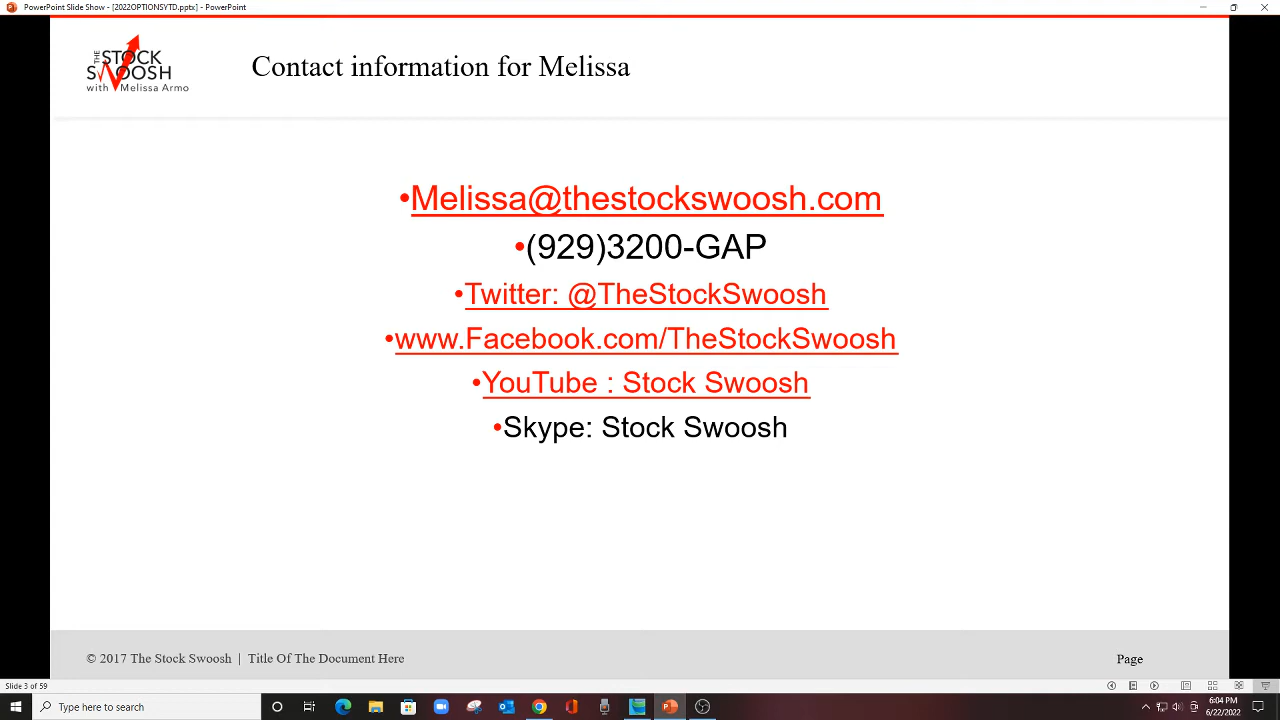 PowerPoint Slide Show - [2022OPTIONSYTD.pptx] - PowerPoint
THE STOCK
SWOOSH
with Melissa Armo
Contact information for Melissa
•Melissa@thestockswoosh.com
•(929)3200-GAP
•Twitter: @TheStockSwoosh
•www.Facebook.com/TheStockSwoosh
•YouTube : Stock Swoosh
•Skype: Stock Swoosh
© 2017 The Stock Swoosh | Title Of The Document Here
Page
Slide 3 of 59
Type here to search
6:04 PM
6/22/2022